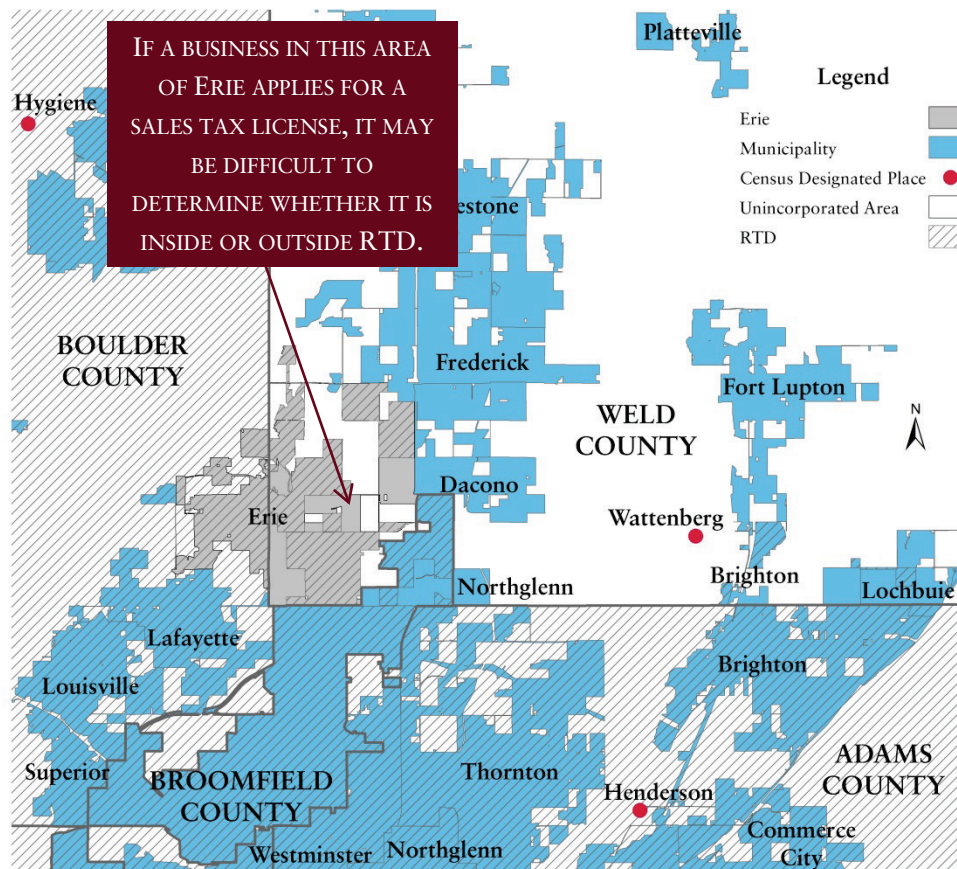 IF A BUSINESS IN THIS AREA
OF ERIE APPLIES FOR A
SALES TAX LICENSE, IT MAY
BE DIFFICULT TO
DETERMINE WHETHER IT IS
INSIDE OR OUTSIDE RTD.
Platteville
Legend
Erie
Municipality
Census Designated Place
Unincorporated Area
RTD
Hygiene
estone
BOULDER
COUNTY
Frederick
Fort Lupton
WELD
COUNTY
N
Dacono
Erie
Wattenberg
Northglenn
Brighton
Lochbuie
Lafayette
Brighton
Louisville
Superior
BROOMFIELD
COUNTY
Thornton
ADAMS
COUNTY
Henderson
Commerce
City
Westminster
Northglenn